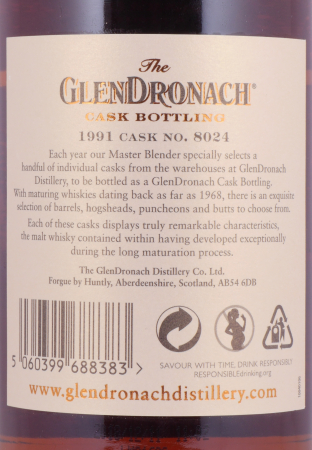 The
GLENDRONACH®
CASK BOTTLING
1991 CASK NO. 8024
Each year our Master Blender specially selects a
handful of individual casks from the warehouses at GlenDronach
Distillery, to be bottled as a GlenDronach Cask Bottling.
With maturing whiskies dating back as far as 1968, there is an exquisite
selection of barrels, hogsheads, puncheons and butts to choose from.
Each of these casks displays truly remarkable characteristics,
the malt whisky contained within having developed exceptionally
during the long maturation process.
The GlenDronach Distillery Co. Ltd.
Forgue by Huntly, Aberdeenshire, Scotland, AB54 6DB
5 060399 688383 >
SAVOUR WITH TIME, DRINK RESPONSIBLY
RESPONSIBLEdrinking.org
www.glendronachdistillery.com